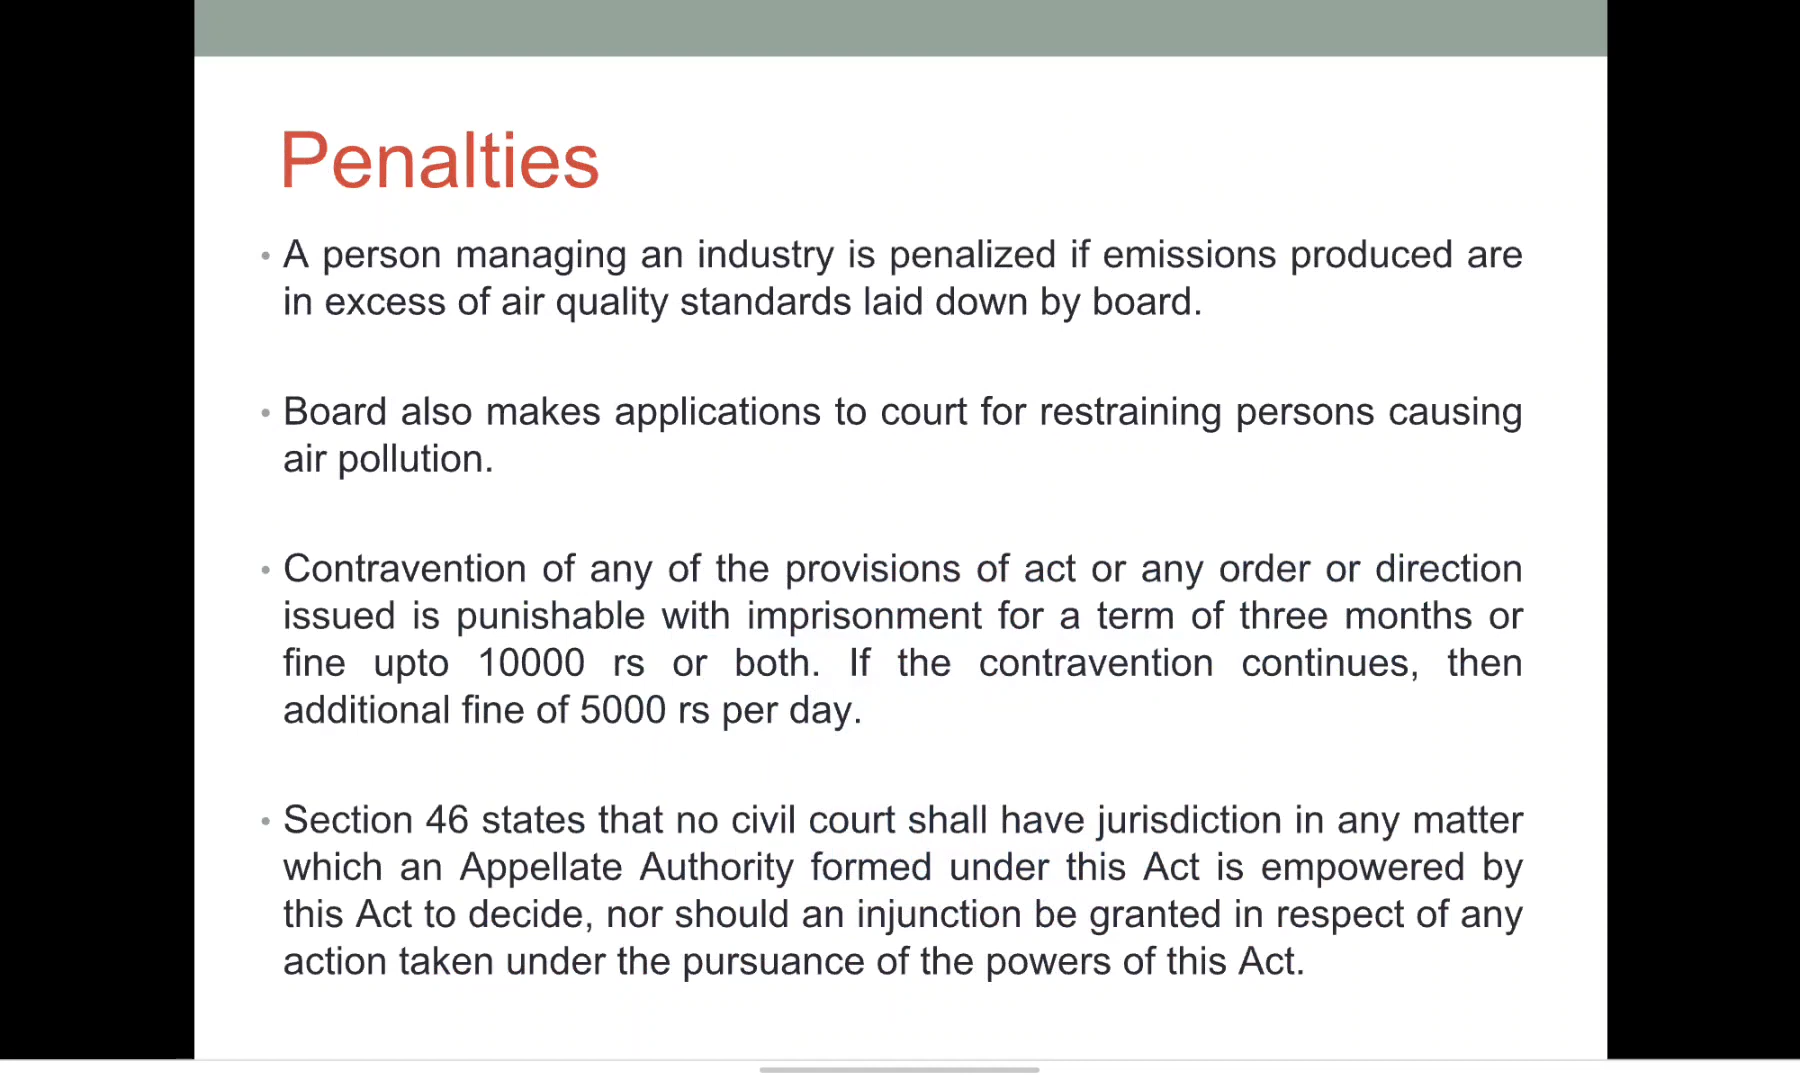 Penalties
• A person managing an industry is penalized if emissions produced are
in excess of air quality standards laid down by board.
• Board also makes applications to court for restraining persons causing
air pollution.
• Contravention of any of the provisions of act or any order or direction
issued is punishable with imprisonment for a term of three months or
fine upto 10000 rs or both. If the contravention continues, then
additional fine of 5000 rs per day.
• Section 46 states that no civil court shall have jurisdiction in any matter
which an Appellate Authority formed under this Act is empowered by
this Act to decide, nor should an injunction be granted in respect of any
action taken under the pursuance of the powers of this Act.